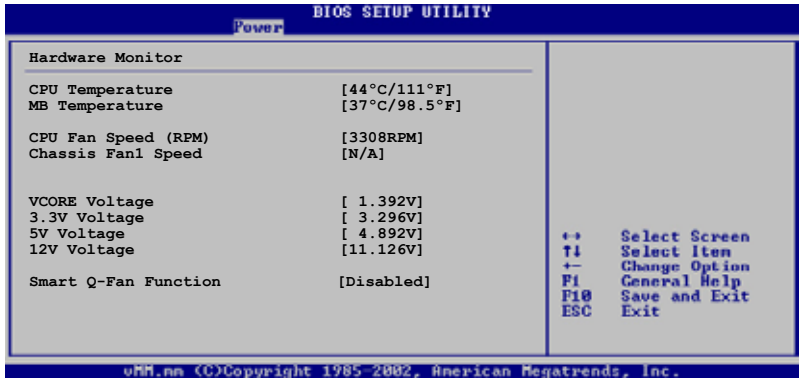 BIOS SETUP UTILITY
Power
Hardware Monitor
CPU Temperature [44°C/111°F]
MB Temperature [37°C/98.5°F]
CPU Fan Speed (RPM) [3308RPM]
Chassis Fan1 Speed [N/A]
VCORE Voltage [ 1.392V]
3.3V Voltage [ 3.296V]
5V Voltage [ 4.892V]
12V Voltage [11.126V]
Smart Q-Fan Function [Disabled]
↔ Select Screen
↑↓ Select Item
+- Change Option
F1 General Help
F10 Save and Exit
ESC Exit
vMM.mm (C)Copyright 1985-2002, American Megatrends, Inc.